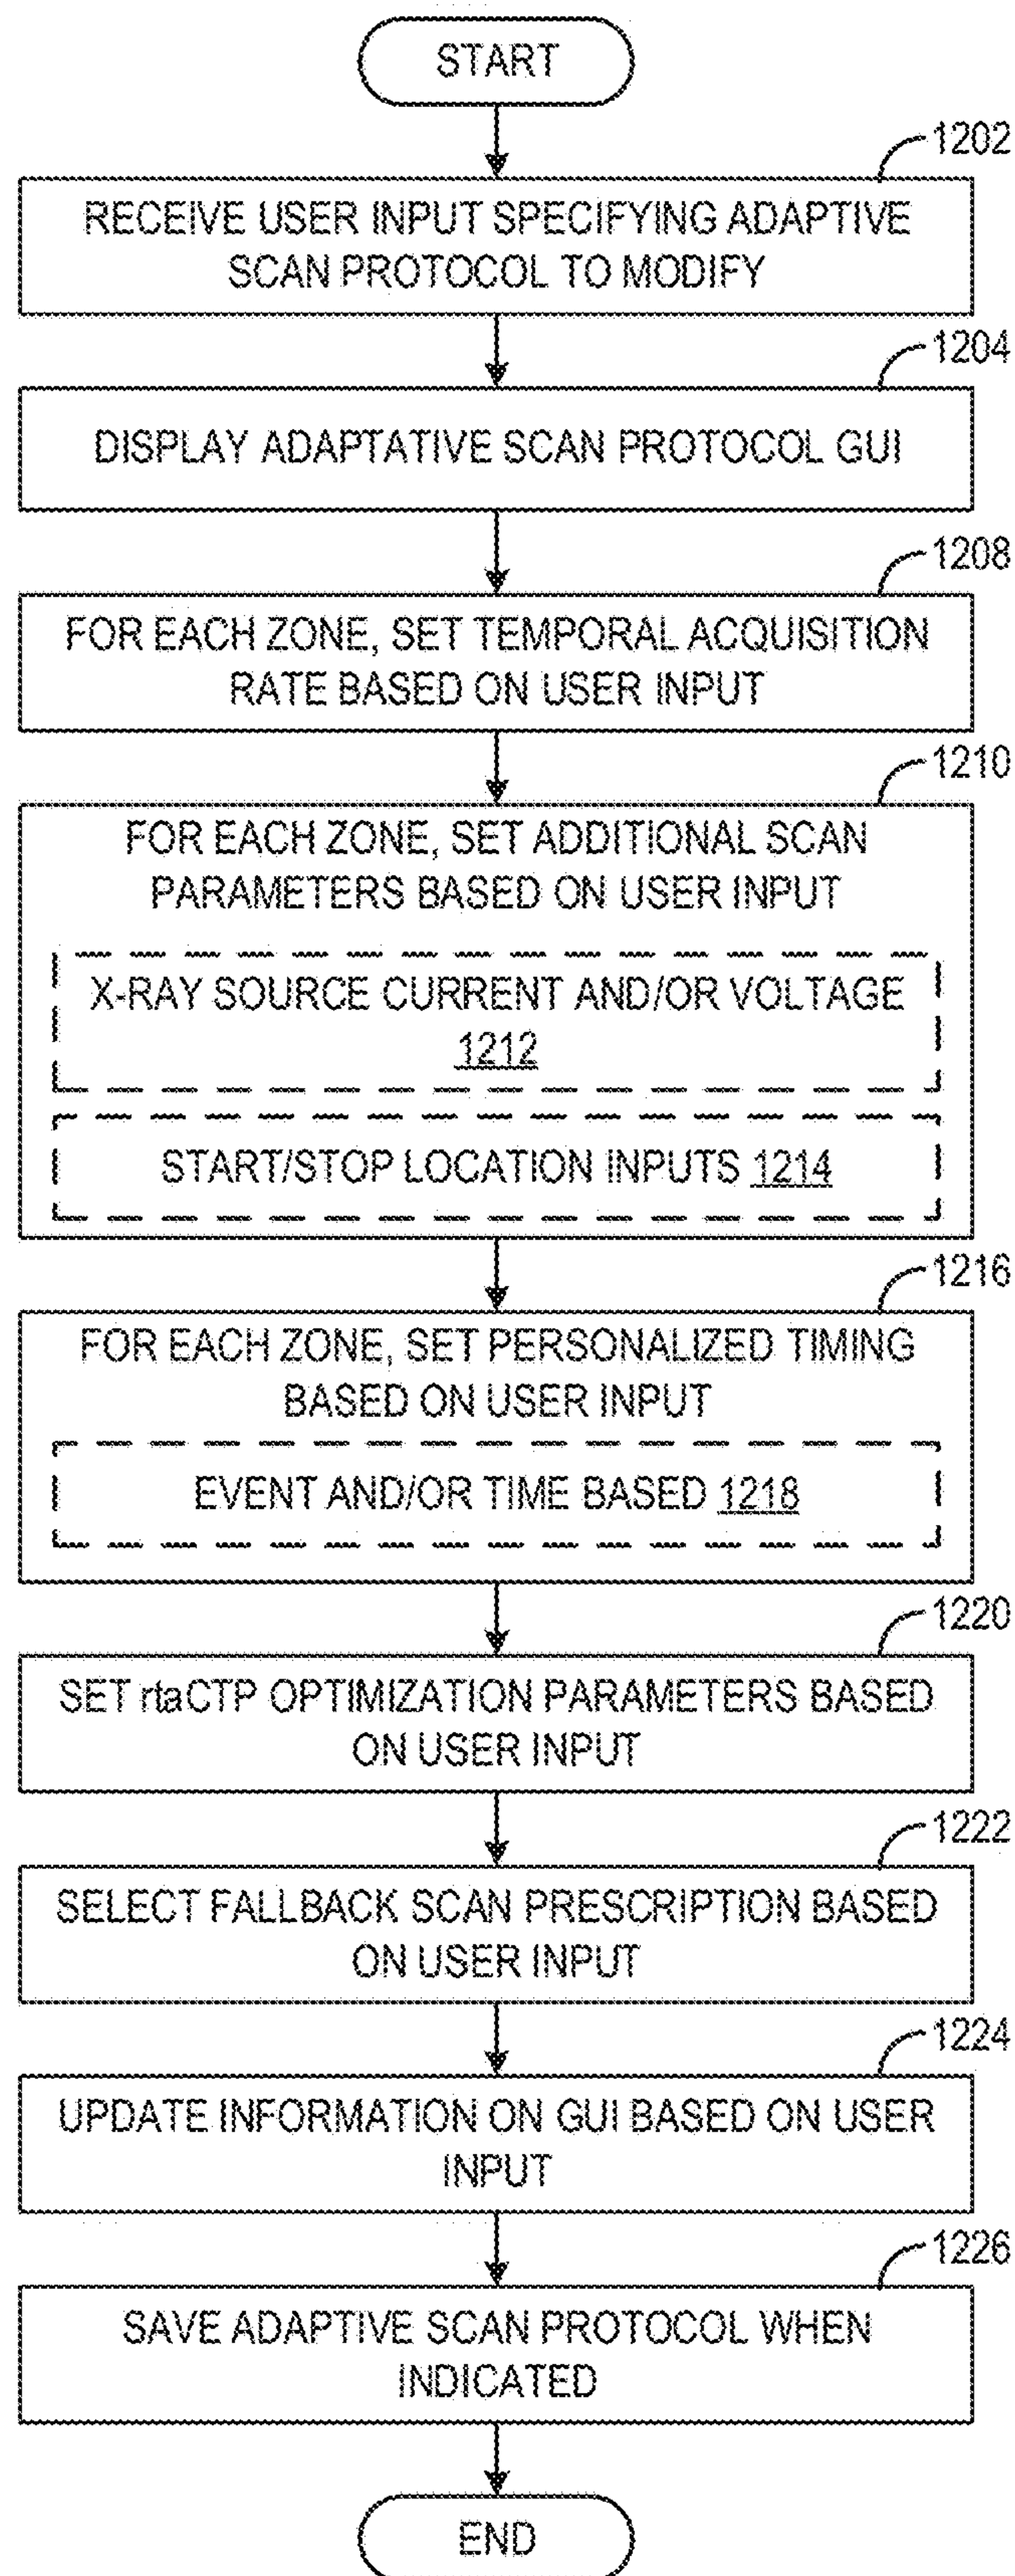 START
1202
RECEIVE USER INPUT SPECIFYING ADAPTIVE
SCAN PROTOCOL TO MODIFY
1204
DISPLAY ADAPTATIVE SCAN PROTOCOL GUI
1208
FOR EACH ZONE, SET TEMPORAL ACQUISITION
RATE BASED ON USER INPUT
1210
FOR EACH ZONE, SET ADDITIONAL SCAN
PARAMETERS BASED ON USER INPUT
X-RAY SOURCE CURRENT AND/OR VOLTAGE
1212
START/STOP LOCATION INPUTS 1214
1216
FOR EACH ZONE, SET PERSONALIZED TIMING
BASED ON USER INPUT
EVENT AND/OR TIME BASED 1218
1220
SET rtaCTP OPTIMIZATION PARAMETERS BASED
ON USER INPUT
1222
SELECT FALLBACK SCAN PRESCRIPTION BASED
ON USER INPUT
1224
UPDATE INFORMATION ON GUI BASED ON USER
INPUT
1226
SAVE ADAPTIVE SCAN PROTOCOL WHEN
INDICATED
END